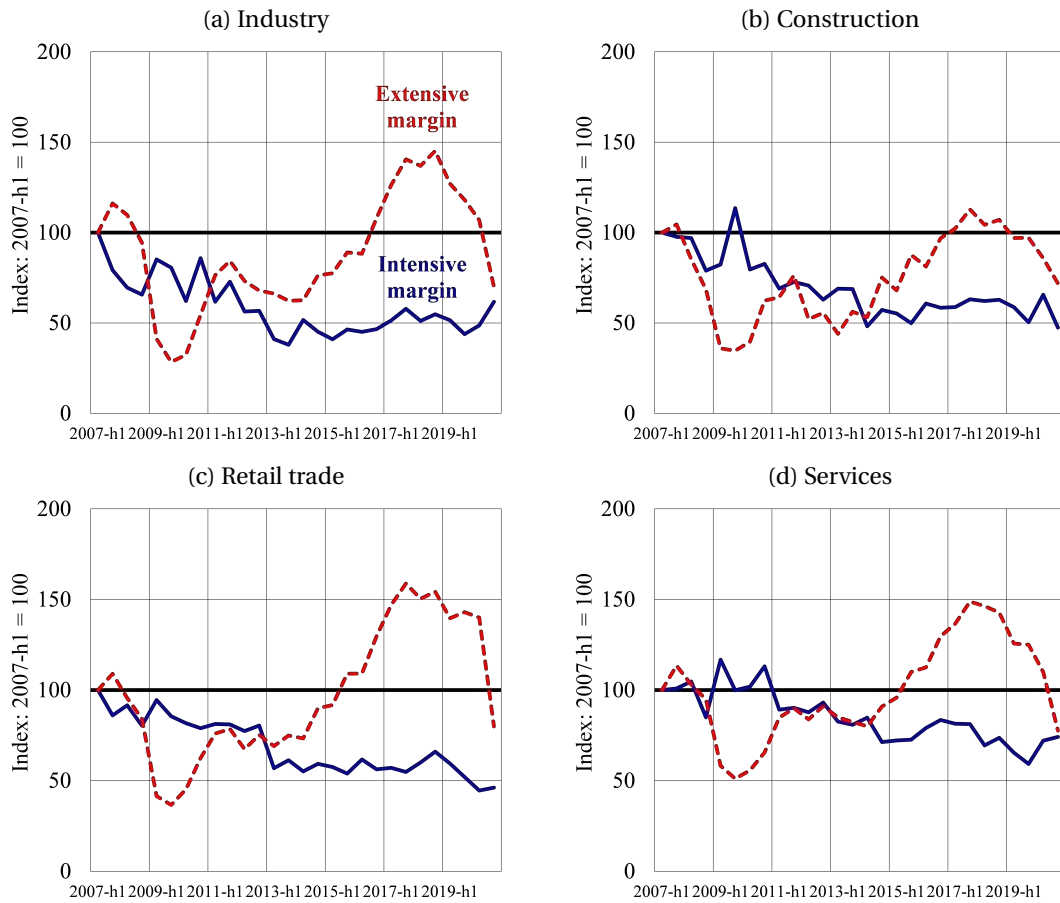 (a) Industry
Index: 2007-h1 = 100
200
150
100
50
0
Extensive
margin
Intensive
margin
2007-h1 2009-h1 2011-h1 2013-h1 2015-h1 2017-h1 2019-h1
(b) Construction
Index: 2007-h1 = 100
200
150
100
50
0
2007-h1 2009-h1 2011-h1 2013-h1 2015-h1 2017-h1 2019-h1
(c) Retail trade
Index: 2007-h1 = 100
200
150
100
50
0
2007-h1 2009-h1 2011-h1 2013-h1 2015-h1 2017-h1 2019-h1
(d) Services
Index: 2007-h1 = 100
200
150
100
50
0
2007-h1 2009-h1 2011-h1 2013-h1 2015-h1 2017-h1 2019-h1